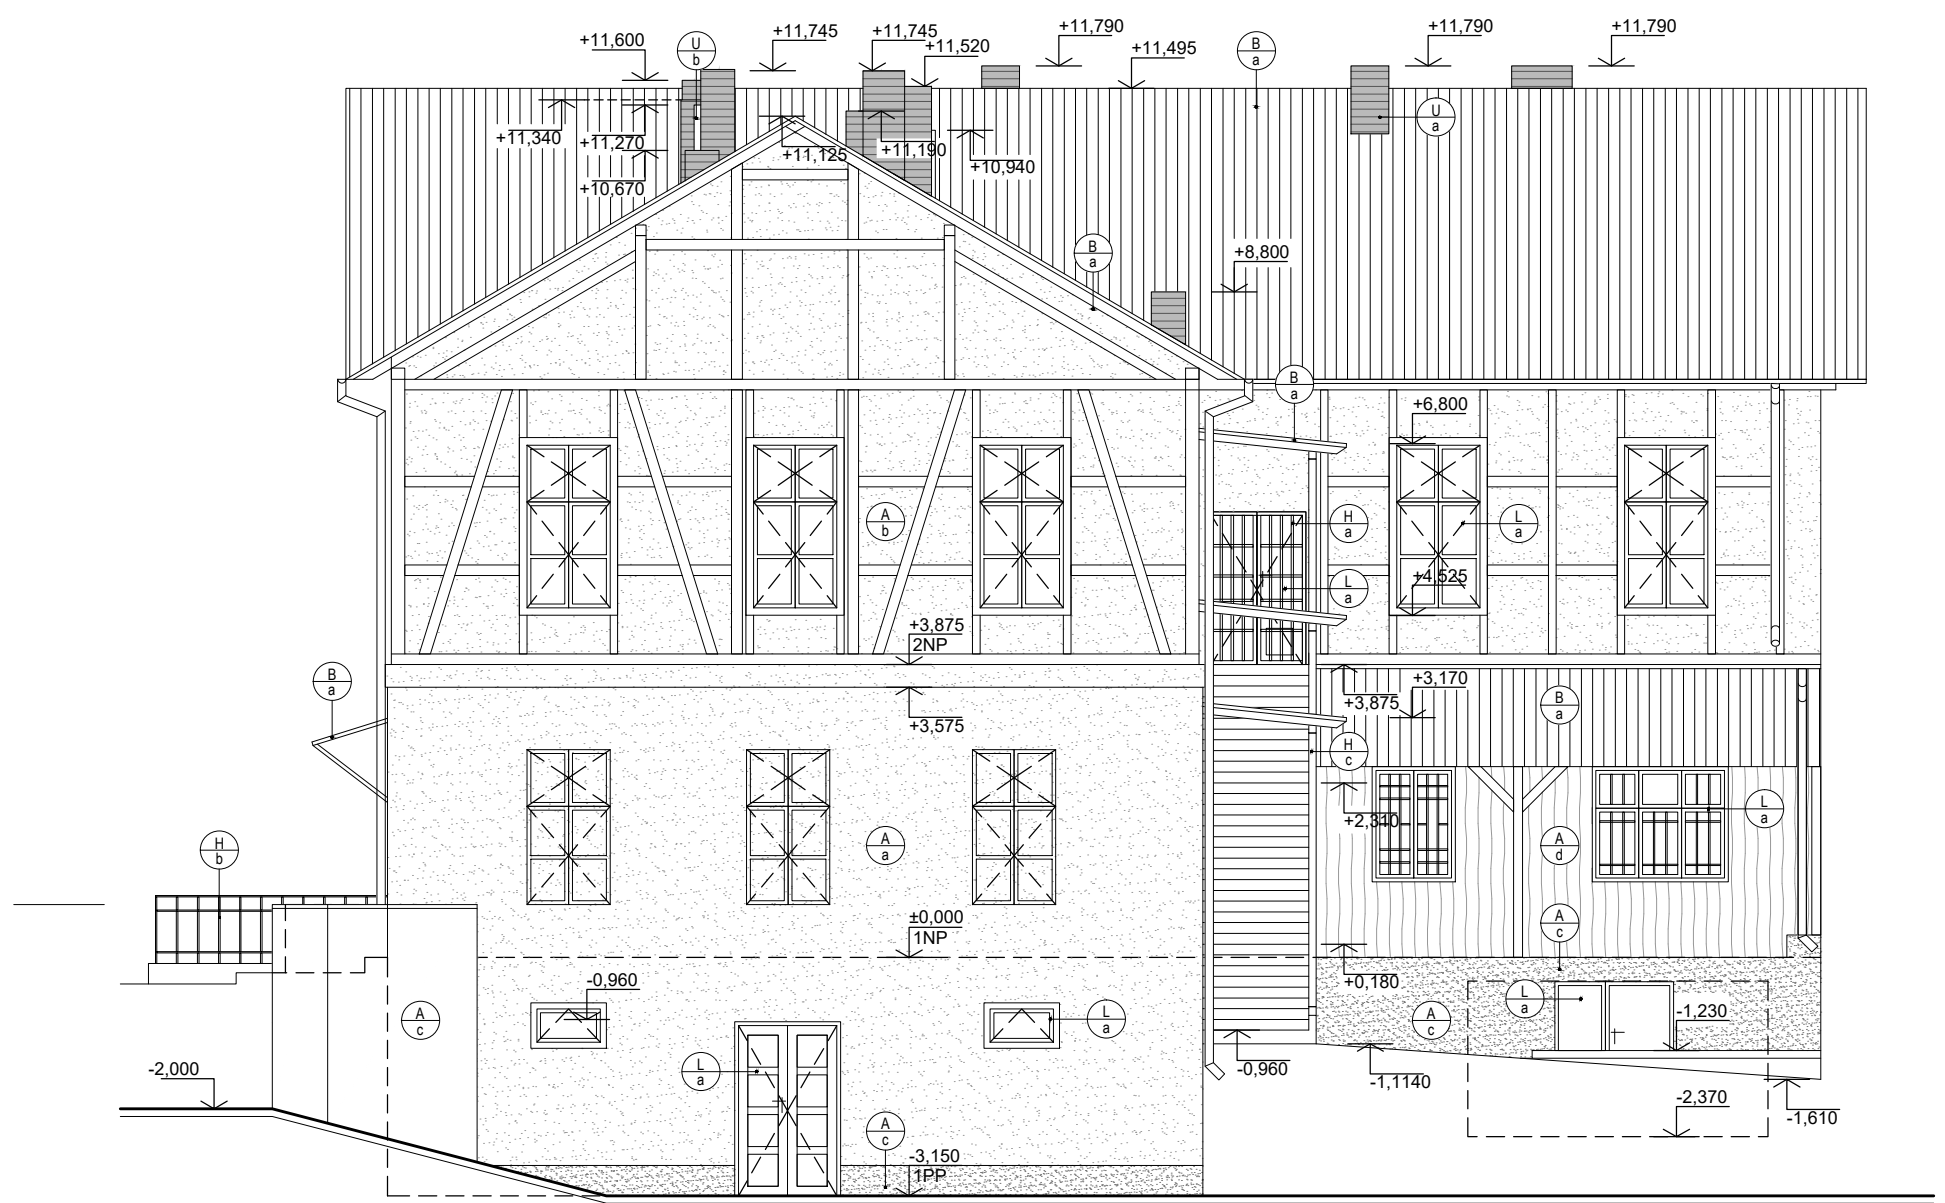 +11,600
U
b
+11,745
+11,745
+11,520
+11,790
+11,495
B
a
+11,790
+11,790
+11,340
+11,270
+10,670
+11,125
+11,190
+10,940
U
a
B
a
+8,800
B
a
+6,800
A
b
H
a
L
a
L
a
+4,525
+3,875
2NP
B
a
+3,575
+3,875
+3,170
B
a
H
c
+2,310
L
a
A
a
A
d
H
b
±0,000
1NP
A
c
+0,180
-0,960
A
c
L
a
L
a
A
c
-1,230
L
a
-2,000
-0,960
-1,1140
-2,370
-1,610
A
c
-3,150
1PP